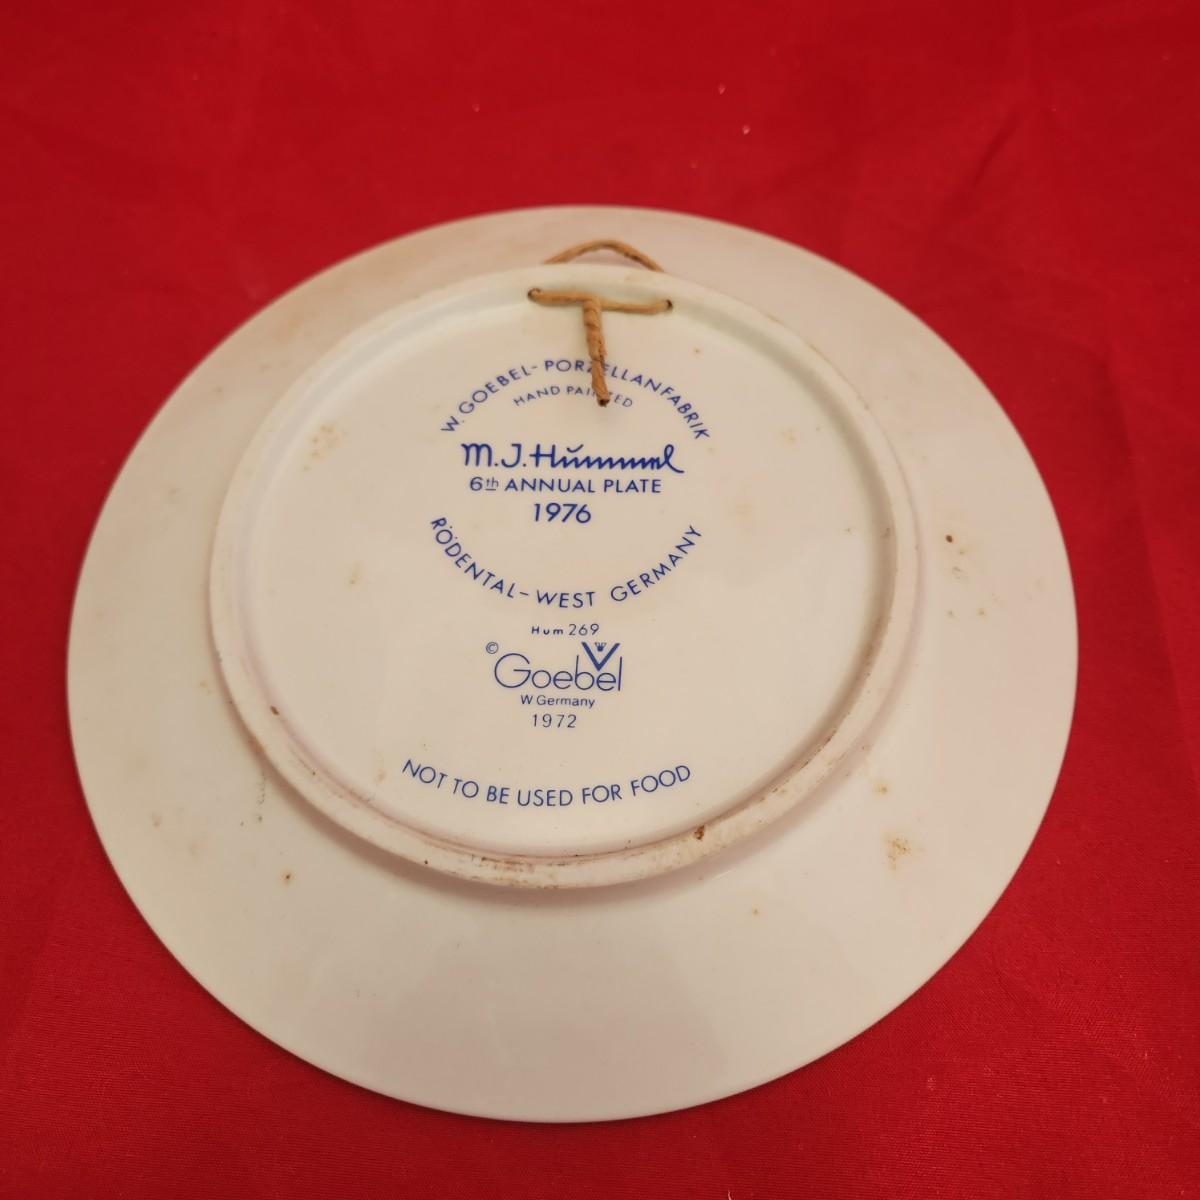 W. GOEBEL-PORZELLANFABRIK
HAND PAINTED
M.J. Hummel
6th ANNUAL PLATE
1976
RÖDENTAL-WEST GERMANY
Hum 269
© Goebel
W Germany
1972
NOT TO BE USED FOR FOOD